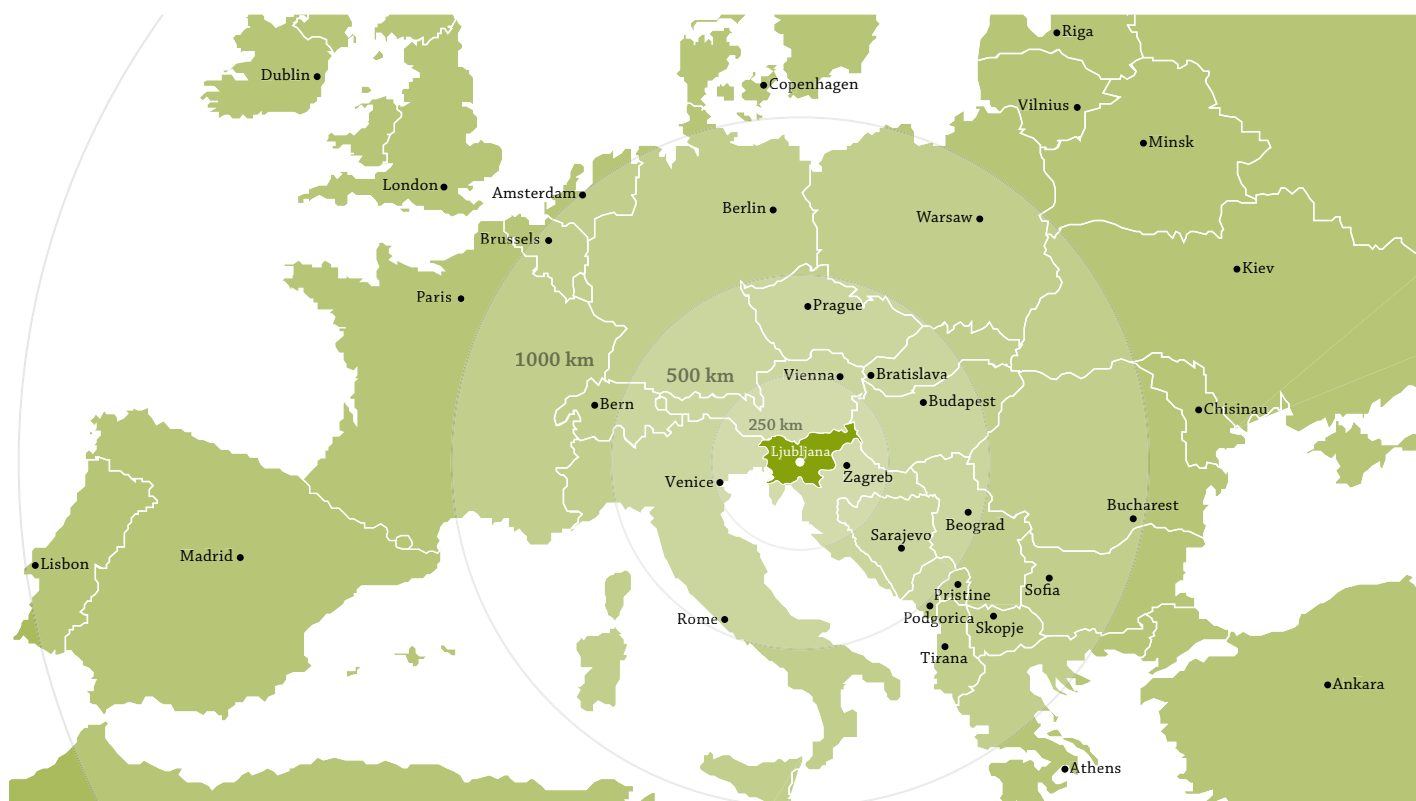 Riga
Dublin
Copenhagen
Vilnius
Minsk
London
Amsterdam
Berlin
Warsaw
Brussels
Kiev
Paris
Prague
1000 km
500 km
Vienna
Bratislava
Bern
Budapest
Chisinau
250 km
Ljubljana
Zagreb
Venice
Bucharest
Beograd
Sarajevo
Madrid
Lisbon
Sofia
Pristine
Podgorica
Rome
Skopje
Tirana
Ankara
Athens